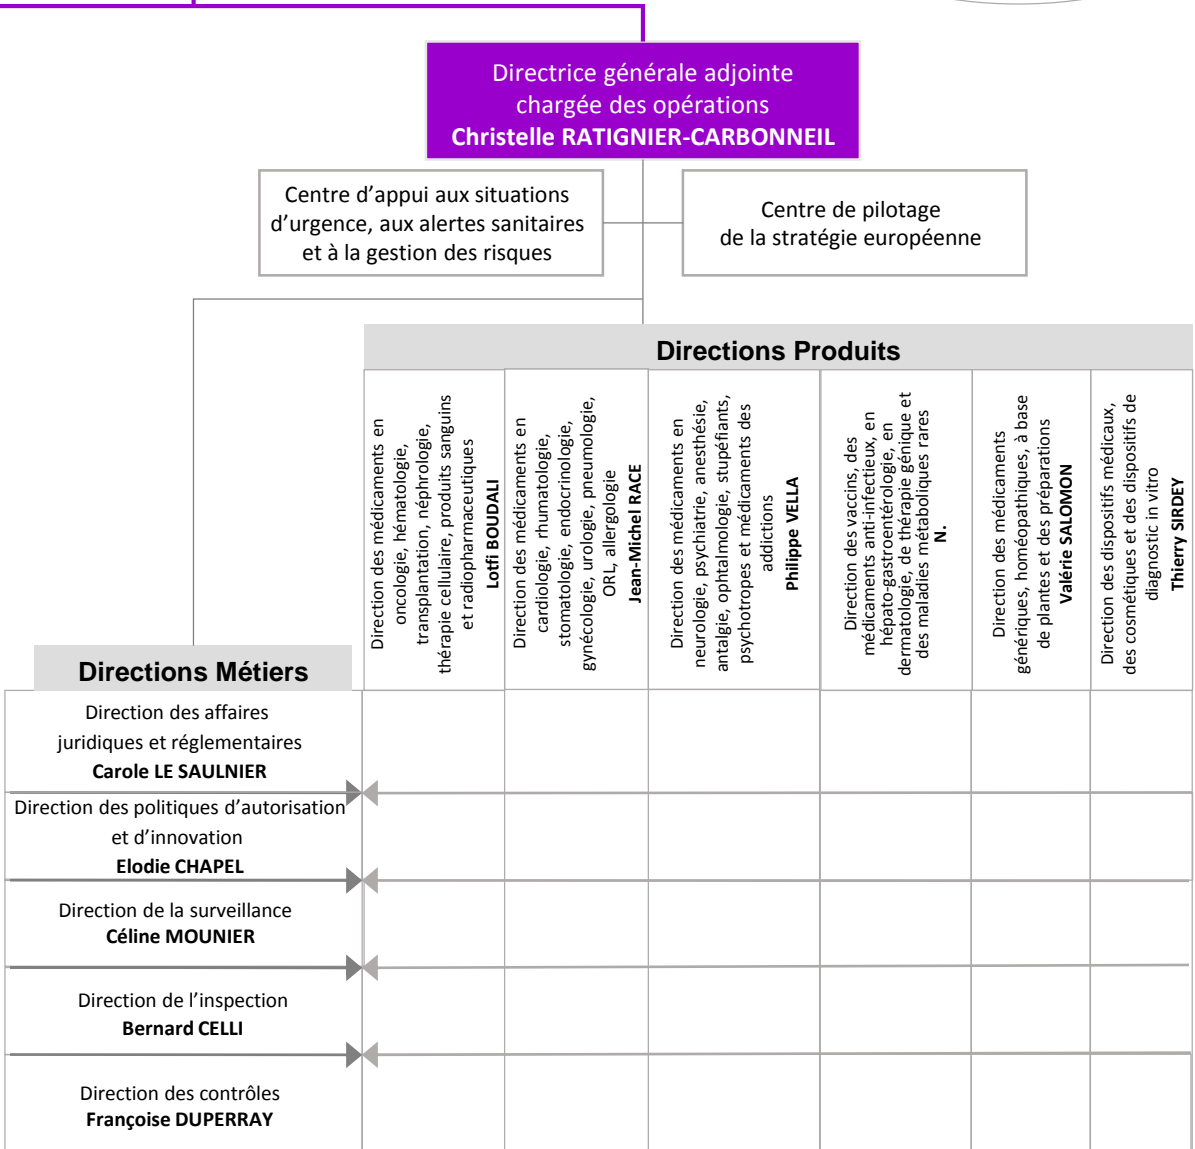 Directrice générale adjointe
chargée des opérations
Christelle RATIGNIER-CARBONNEIL
Centre d'appui aux situations
d'urgence, aux alertes sanitaires
et à la gestion des risques
Centre de pilotage
de la stratégie européenne
Directions Produits
Direction des médicaments en
oncologie, hématologie,
transplantation, néphrologie,
thérapie cellulaire, produits sanguins
et radiopharmaceutiques
Lotfi BOUDALI
Direction des médicaments en
cardiologie, rhumatologie,
stomatologie, endocrinologie,
gynécologie, urologie, pneumologie,
ORL, allergologie
Jean-Michel RACE
Direction des médicaments en
neurologie, psychiatrie, anesthésie,
antalgie, ophtalmologie, stupéfiants,
psychotropes et médicaments des
addictions
Philippe VELLA
Direction des vaccins, des
médicaments anti-infectieux, en
hépato-gastroentérologie, en
dermatologie, de thérapie génique et
des maladies métaboliques rares
N.
Direction des médicaments
génériques, homéopathiques, à base
de plantes et des préparations
Valérie SALOMON
Direction des dispositifs médicaux,
des cosmétiques et des dispositifs de
diagnostic in vitro
Thierry SIRDEY
Directions Métiers
Direction des affaires
juridiques et réglementaires
Carole LE SAULNIER
Direction des politiques d'autorisation
et d'innovation
Elodie CHAPEL
Direction de la surveillance
Céline MOUNIER
Direction de l'inspection
Bernard CELLI
Direction des contrôles
Françoise DUPERRAY